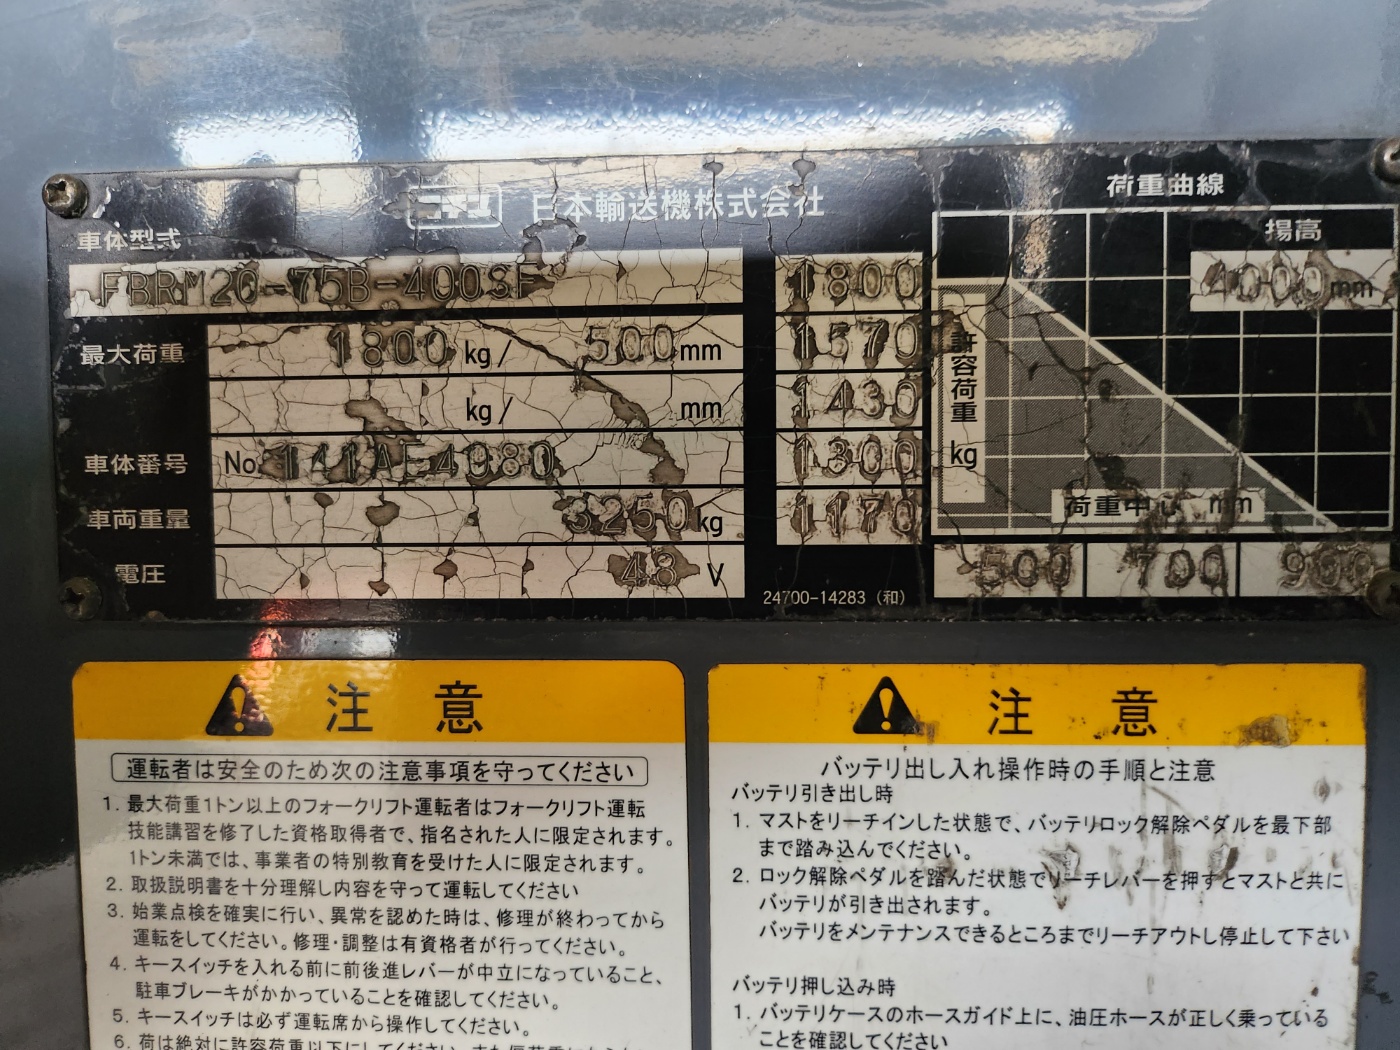 日本輸送機株式会社
車体型式
FBRM20-75B-400SF
最大荷重 1800 kg/ 500 mm
kg/ mm
車体番号 No. 141AE4980
車両重量 3250 kg
電圧 48 V
1800
1570
1430
1300
1170
24700-14283 (和)
荷重曲線
揚高
4000 mm
許容荷重 kg
荷重中心 mm
500 700 900
注意
運転者は安全のため次の注意事項を守ってください
1. 最大荷重1トン以上のフォークリフト運転者はフォークリフト運転
技能講習を修了した資格取得者で、指名された人に限定されます。
1トン未満では、事業者の特別教育を受けた人に限定されます。
2. 取扱説明書を十分理解し内容を守って運転してください
3. 始業点検を確実に行い、異常を認めた時は、修理が終わってから
運転をしてください。修理・調整は有資格者が行ってください。
4. キースイッチを入れる前に前後進レバーが中立になっていること、
駐車ブレーキがかかっていることを確認してください。
5. キースイッチは必ず運転席から操作してください。
6. 荷は絶対に許容荷重以下にしてください。
注意
バッテリ出し入れ操作時の手順と注意
バッテリ引き出し時
1. マストをリーチインした状態で、バッテリロック解除ペダルを最下部
まで踏み込んでください。
2. ロック解除ペダルを踏んだ状態でリーチレバーを押すとマストと共に
バッテリが引き出されます。
バッテリをメンテナンスできるところまでリーチアウトし停止して下さい
バッテリ押し込み時
1. バッテリケースのホースガイド上に、油圧ホースが正しく乗っている
ことを確認してください